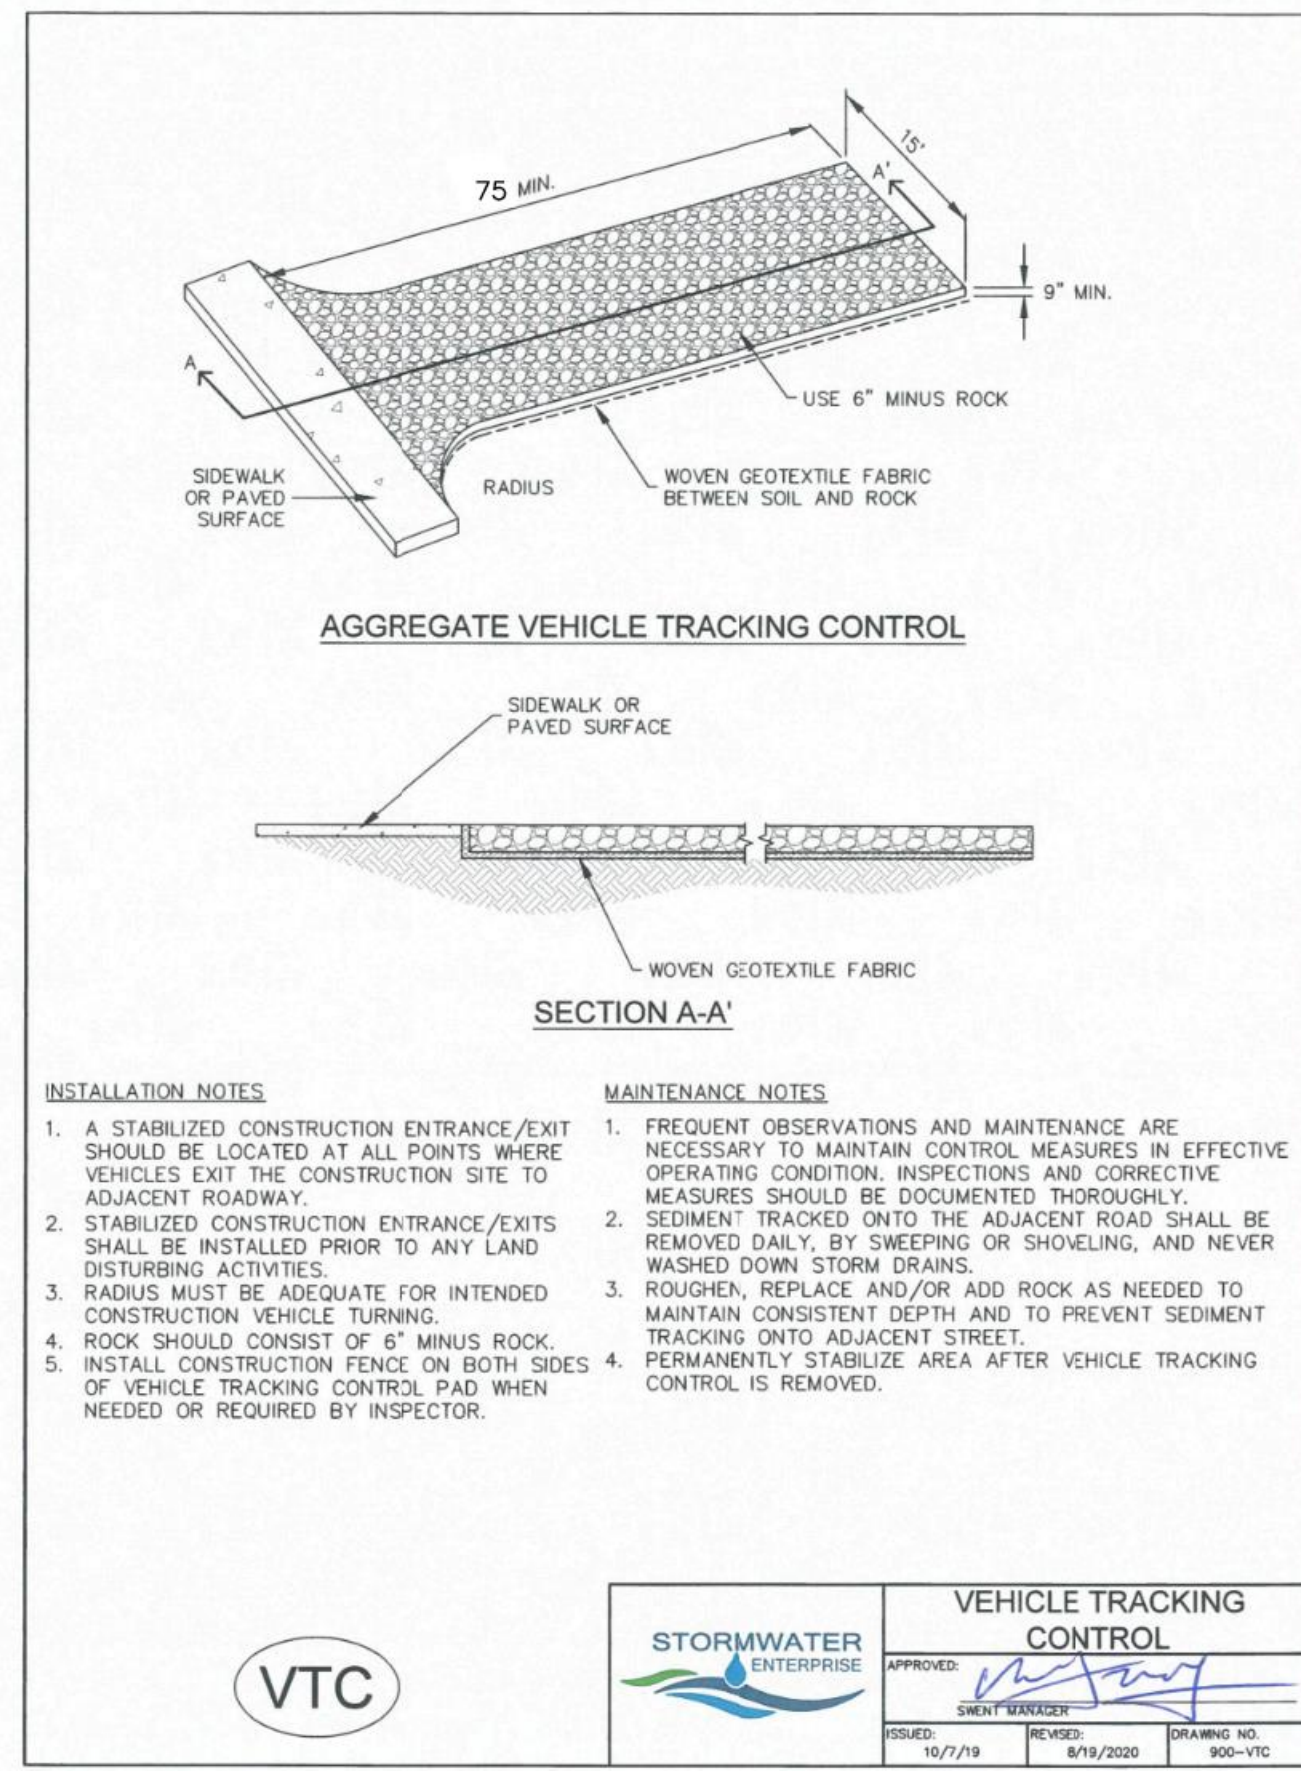 75 MIN.
15'
A'
9" MIN.
A
USE 6" MINUS ROCK
SIDEWALK
OR PAVED
SURFACE
RADIUS
WOVEN GEOTEXTILE FABRIC
BETWEEN SOIL AND ROCK
AGGREGATE VEHICLE TRACKING CONTROL
SIDEWALK OR
PAVED SURFACE
WOVEN GEOTEXTILE FABRIC
SECTION A-A'
INSTALLATION NOTES
1. A STABILIZED CONSTRUCTION ENTRANCE/EXIT
SHOULD BE LOCATED AT ALL POINTS WHERE
VEHICLES EXIT THE CONSTRUCTION SITE TO
ADJACENT ROADWAY.
2. STABILIZED CONSTRUCTION ENTRANCE/EXITS
SHALL BE INSTALLED PRIOR TO ANY LAND
DISTURBING ACTIVITIES.
3. RADIUS MUST BE ADEQUATE FOR INTENDED
CONSTRUCTION VEHICLE TURNING.
4. ROCK SHOULD CONSIST OF 6" MINUS ROCK.
5. INSTALL CONSTRUCTION FENCE ON BOTH SIDES
OF VEHICLE TRACKING CONTROL PAD WHEN
NEEDED OR REQUIRED BY INSPECTOR.
MAINTENANCE NOTES
1. FREQUENT OBSERVATIONS AND MAINTENANCE ARE
NECESSARY TO MAINTAIN CONTROL MEASURES IN EFFECTIVE
OPERATING CONDITION. INSPECTIONS AND CORRECTIVE
MEASURES SHOULD BE DOCUMENTED THOROUGHLY.
2. SEDIMENT TRACKED ONTO THE ADJACENT ROAD SHALL BE
REMOVED DAILY, BY SWEEPING OR SHOVELING, AND NEVER
WASHED DOWN STORM DRAINS.
3. ROUGHEN, REPLACE AND/OR ADD ROCK AS NEEDED TO
MAINTAIN CONSISTENT DEPTH AND TO PREVENT SEDIMENT
TRACKING ONTO ADJACENT STREET.
4. PERMANENTLY STABILIZE AREA AFTER VEHICLE TRACKING
CONTROL IS REMOVED.
VTC
STORMWATER
ENTERPRISE
VEHICLE TRACKING
CONTROL
APPROVED:
SWENT MANAGER
ISSUED:
10/7/19
REVISED:
8/19/2020
DRAWING NO.
900-VTC